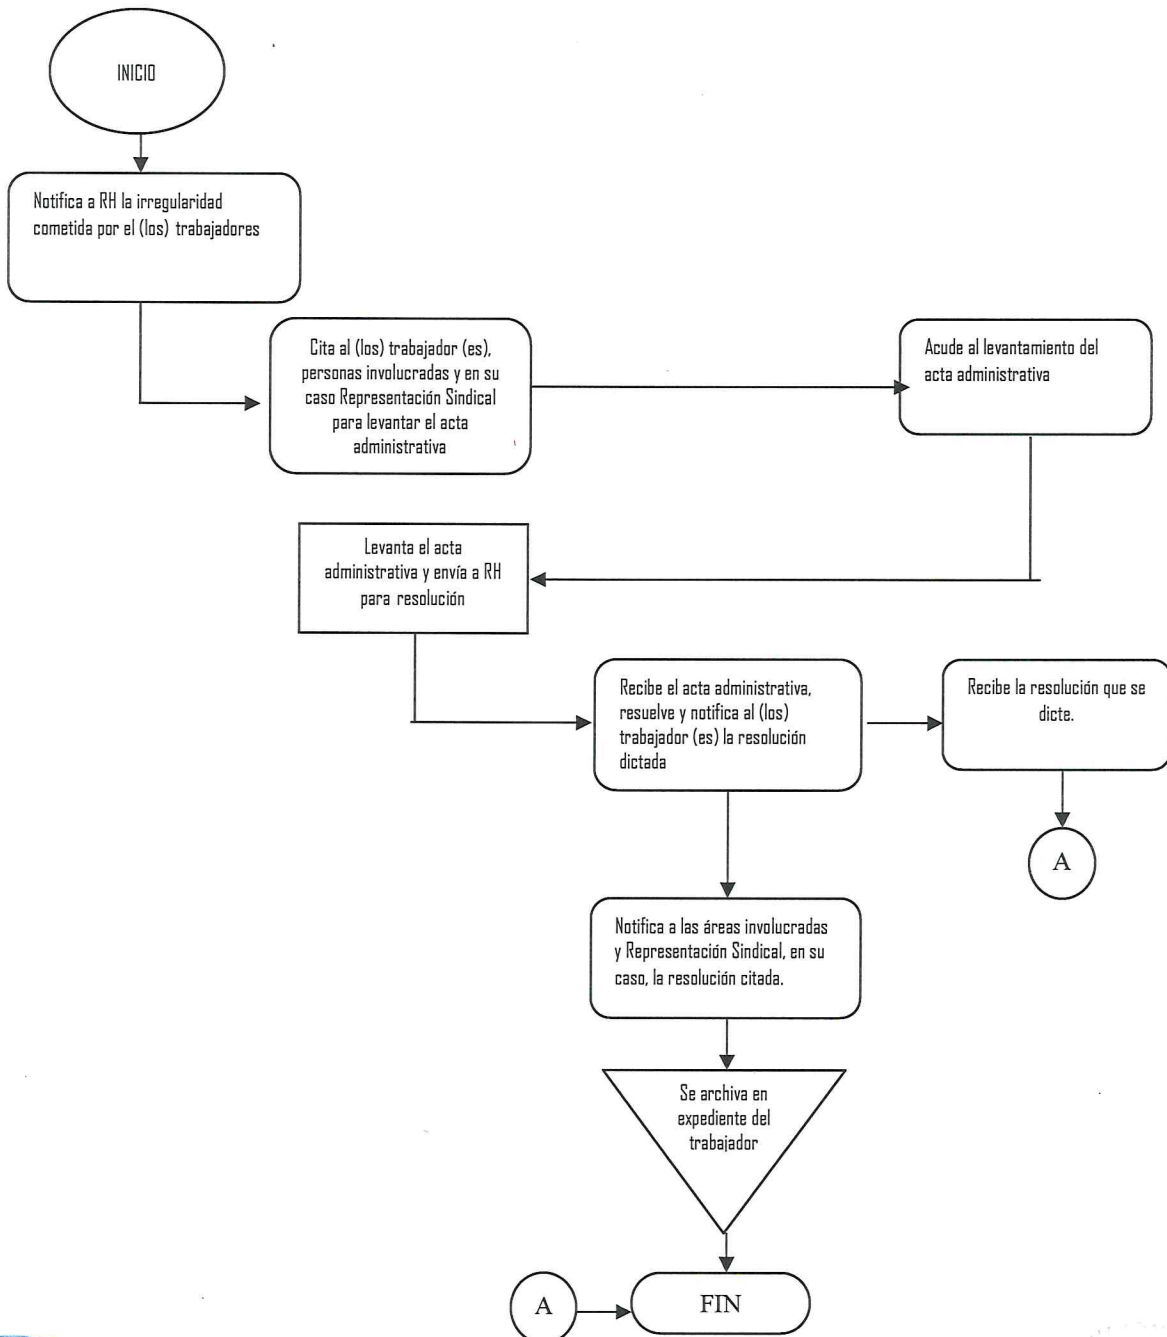 INICIO
Notifica a RH la irregularidad
cometida por el (los) trabajadores
Cita al (los) trabajador (es),
personas involucradas y en su
caso Representación Sindical
para levantar el acta
administrativa
Acude al levantamiento del
acta administrativa
Levanta el acta
administrativa y envía a RH
para resolución
Recibe el acta administrativa,
resuelve y notifica al (los)
trabajador (es) la resolución
dictada
Recibe la resolución que se
dicte.
A
Notifica a las áreas involucradas
y Representación Sindical, en su
caso, la resolución citada.
Se archiva en
expediente del
trabajador
A
FIN